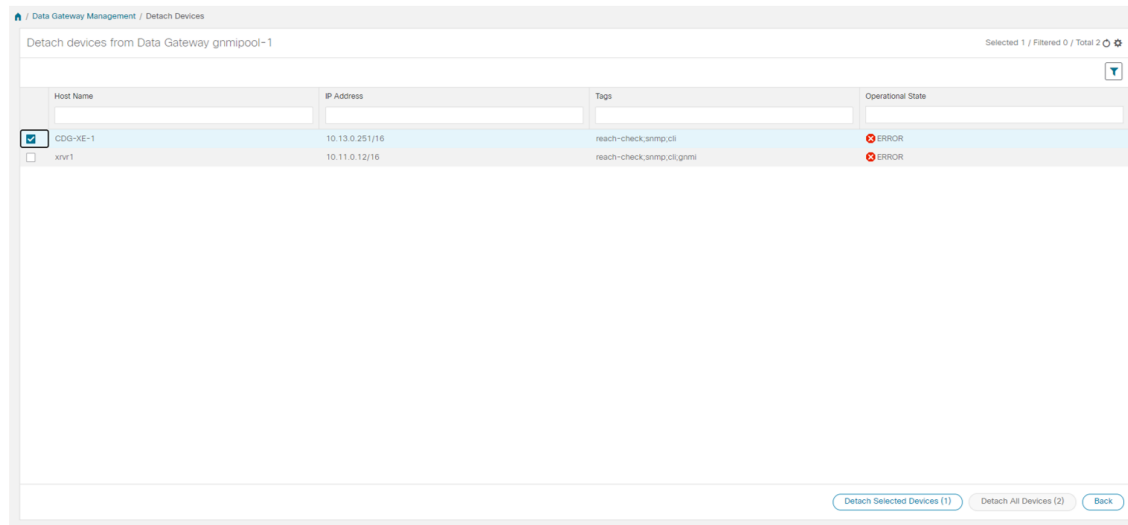 / Data Gateway Management / Detach Devices
Detach devices from Data Gateway gnmipool-1
Selected 1 / Filtered 0 / Total 2
Host Name IP Address Tags Operational State
CDG-XE-1 10.13.0.251/16 reach-check;snmp;cli ERROR
xrvr1 10.11.0.12/16 reach-check;snmp;cli;gnmi ERROR
Detach Selected Devices (1) Detach All Devices (2) Back